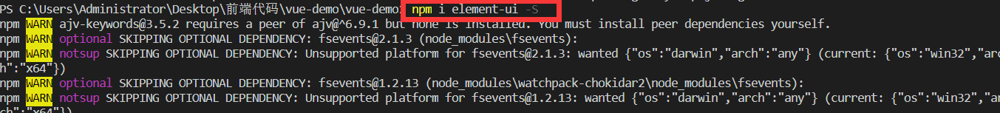 PS C:\Users\Administrator\Desktop\前端代码\vue-demo\vue-demo> npm i element-ui -S
npm WARN ajv-keywords@3.5.2 requires a peer of ajv@^6.9.1 but none is installed. You must install peer dependencies yourself.
npm WARN optional SKIPPING OPTIONAL DEPENDENCY: fsevents@2.1.3 (node_modules\fsevents):
npm WARN notsup SKIPPING OPTIONAL DEPENDENCY: Unsupported platform for fsevents@2.1.3: wanted {"os":"darwin","arch":"any"} (current: {"os":"win32","arc
h":"x64"})
npm WARN optional SKIPPING OPTIONAL DEPENDENCY: fsevents@1.2.13 (node_modules\watchpack-chokidar2\node_modules\fsevents):
npm WARN notsup SKIPPING OPTIONAL DEPENDENCY: Unsupported platform for fsevents@1.2.13: wanted {"os":"darwin","arch":"any"} (current: {"os":"win32","ar
ch":"x64"})